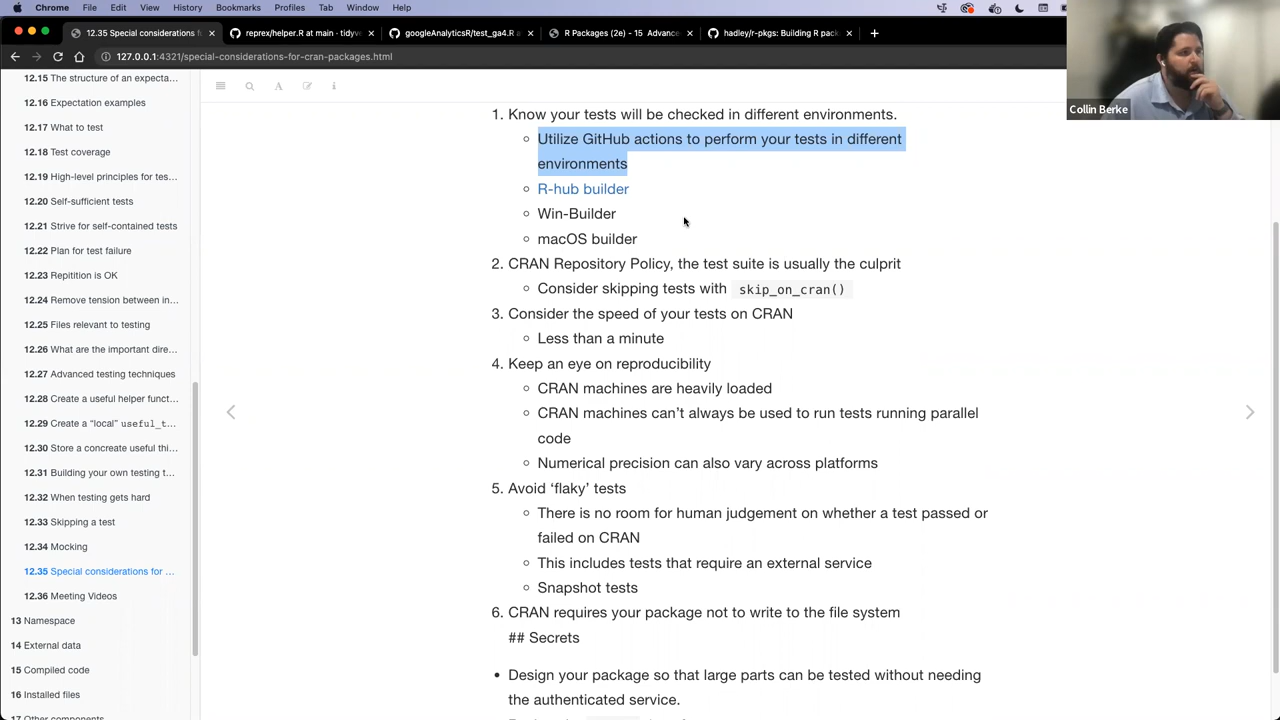 Chrome File Edit View History Bookmarks Profiles Tab Window Help
12.35 Special considerations f
reprex/helper.R at main · tidyve
googleAnalyticsR/test_ga4.R a
R Packages (2e) - 15 Advance
hadley/r-pkgs: Building R pack
127.0.0.1:4321/special-considerations-for-cran-packages.html
Collin Berke
12.15 The structure of an expecta…
12.16 Expectation examples
12.17 What to test
12.18 Test coverage
12.19 High-level principles for tes…
12.20 Self-sufficient tests
12.21 Strive for self-contained tests
12.22 Plan for test failure
12.23 Repitition is OK
12.24 Remove tension between in…
12.25 Files relevant to testing
12.26 What are the important dire…
12.27 Advanced testing techniques
12.28 Create a useful helper funct…
12.29 Create a “local” useful_t…
12.30 Store a concreate useful thi…
12.31 Building your own testing t…
12.32 When testing gets hard
12.33 Skipping a test
12.34 Mocking
12.35 Special considerations for …
12.36 Meeting Videos
13 Namespace
14 External data
15 Compiled code
16 Installed files
17 Other components
1. Know your tests will be checked in different environments.
Utilize GitHub actions to perform your tests in different
environments
R-hub builder
Win-Builder
macOS builder
2. CRAN Repository Policy, the test suite is usually the culprit
Consider skipping tests with skip_on_cran()
3. Consider the speed of your tests on CRAN
Less than a minute
4. Keep an eye on reproducibility
CRAN machines are heavily loaded
CRAN machines can’t always be used to run tests running parallel
code
Numerical precision can also vary across platforms
5. Avoid ‘flaky’ tests
There is no room for human judgement on whether a test passed or
failed on CRAN
This includes tests that require an external service
Snapshot tests
6. CRAN requires your package not to write to the file system
## Secrets
Design your package so that large parts can be tested without needing
the authenticated service.